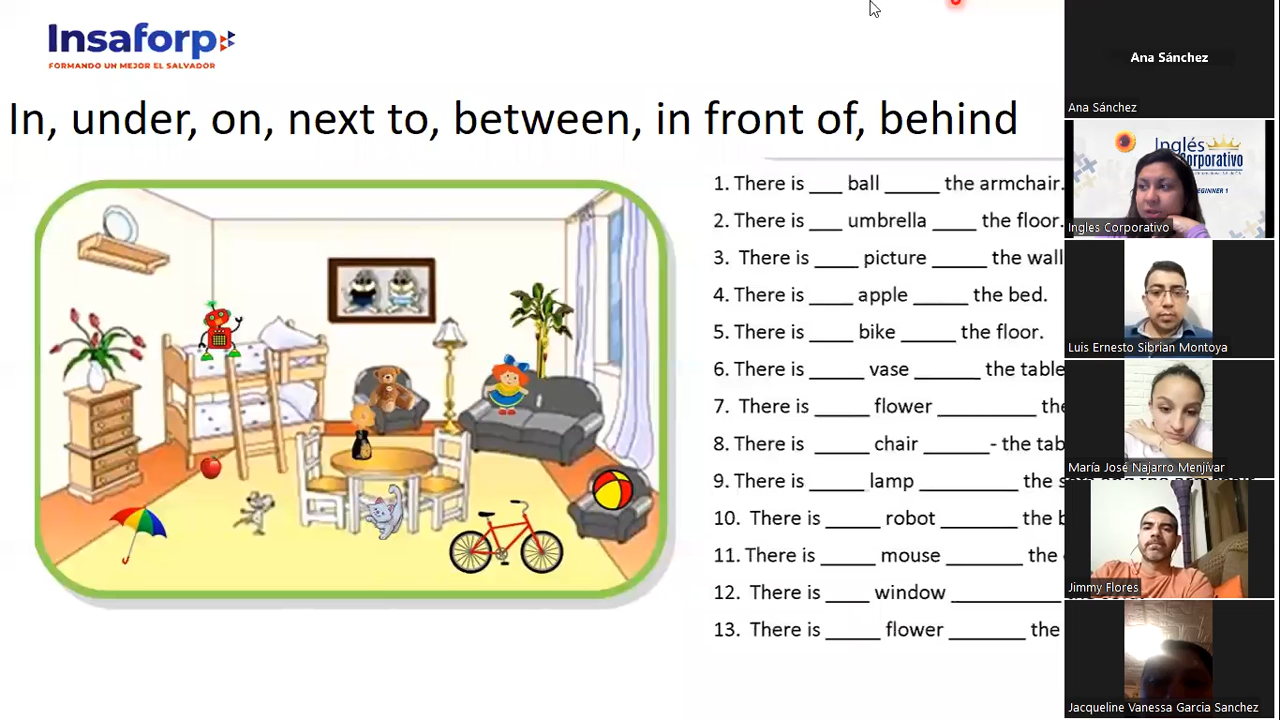 Insaforp
FORMANDO UN MEJOR EL SALVADOR
In, under, on, next to, between, in front of, behind
1. There is ___ ball _____ the armchair.
2. There is ___ umbrella ____ the floor.
3. There is ____ picture _____ the wall
4. There is ____ apple _____ the bed.
5. There is ____ bike _____ the floor.
6. There is _____ vase ______ the table
7. There is _____ flower _________ the
8. There is _____ chair ______ - the tab
9. There is _____ lamp _________ the
10. There is _____ robot _______ the b
11. There is _____ mouse _______ the
12. There is ____ window __________
13. There is _____ flower _______ the
Ana Sánchez
Ana Sánchez
Inglés
Corporativo
BEGINNER 1
Ingles Corporativo
Luis Ernesto Sibrian Montoya
María José Najarro Menjívar
Jimmy Flores
Jacqueline Vanessa Garcia Sanchez